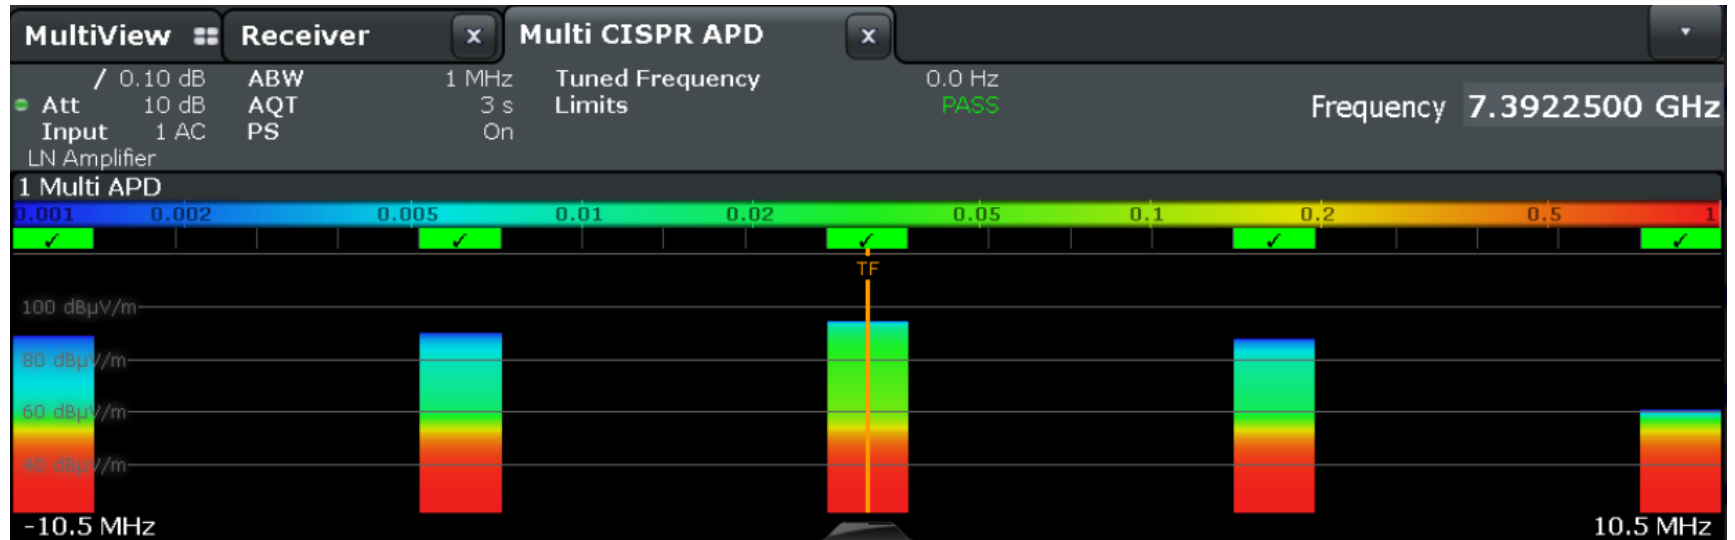 MultiView Receiver x Multi CISPR APD x
/ 0.10 dB ABW 1 MHz Tuned Frequency 0.0 Hz
Att 10 dB AQT 3 s Limits PASS Frequency 7.3922500 GHz
Input 1 AC PS On
LN Amplifier
1 Multi APD
0.001 0.002 0.005 0.01 0.02 0.05 0.1 0.2 0.5 1
✓ ✓ ✓ ✓ ✓
TF
100 dBµV/m
80 dBµV/m
60 dBµV/m
40 dBµV/m
-10.5 MHz 10.5 MHz